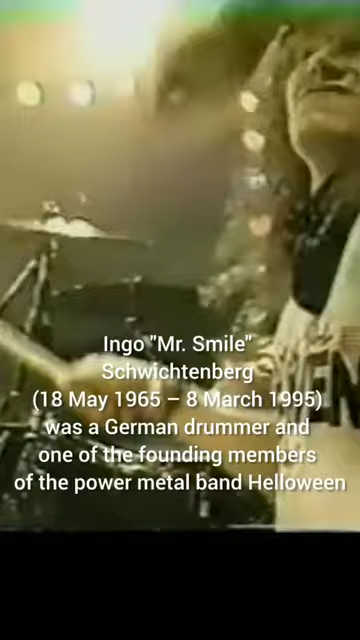 Ingo "Mr. Smile"
Schwichtenberg
(18 May 1965 – 8 March 1995)
was a German drummer and
one of the founding members
of the power metal band Helloween